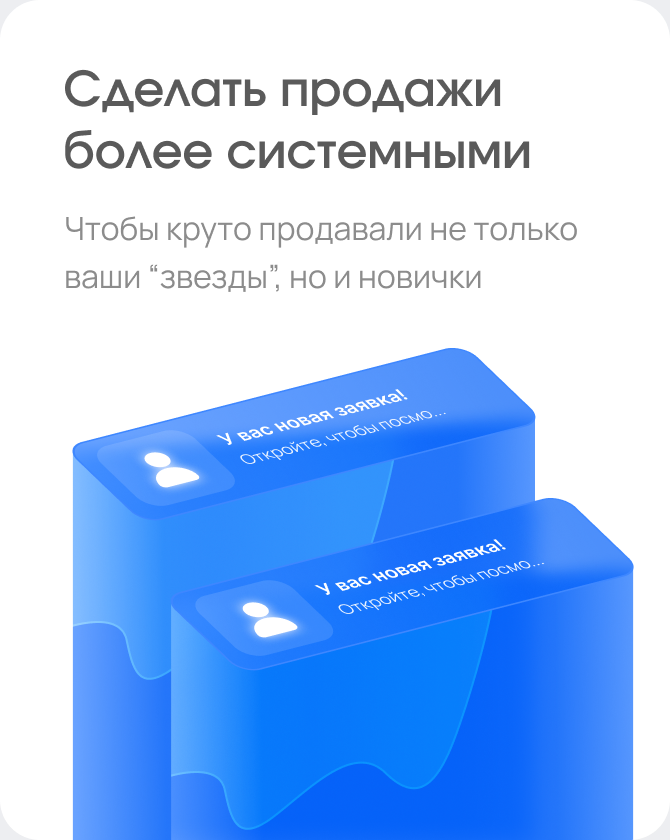 Сделать продажи
более системными
Чтобы круто продавали не только
ваши “звезды”, но и новички
У вас новая заявка!
Откройте, чтобы посмо...
У вас новая заявка!
Откройте, чтобы посмо...